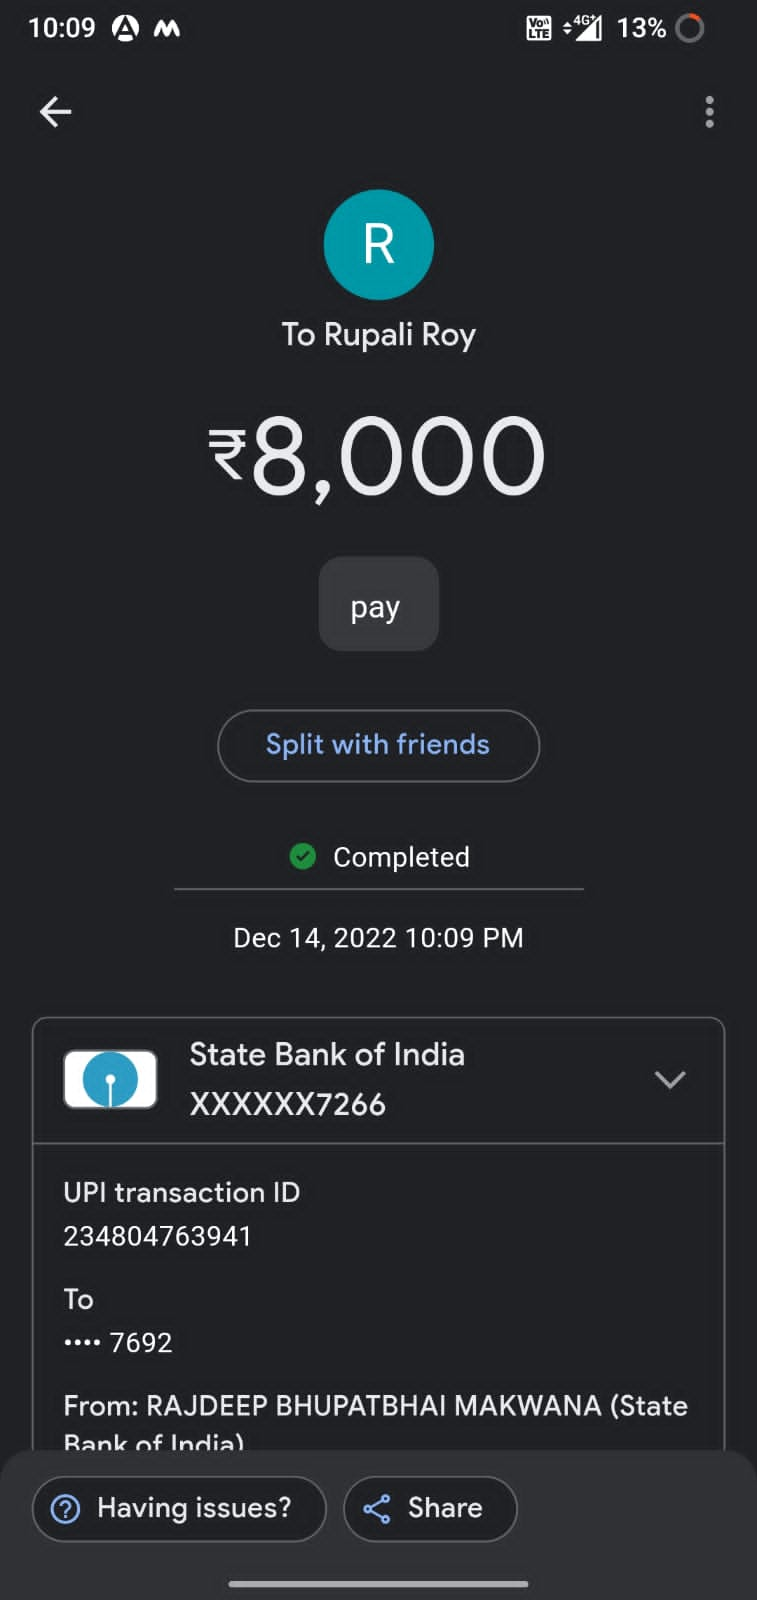 10:09
Vo))
LTE
4G+
13%
R
To Rupali Roy
₹8,000
pay
Split with friends
Completed
Dec 14, 2022 10:09 PM
State Bank of India
XXXXXX7266
UPI transaction ID
234804763941
To
•••• 7692
From: RAJDEEP BHUPATBHAI MAKWANA (State
Bank of India)
Having issues?
Share